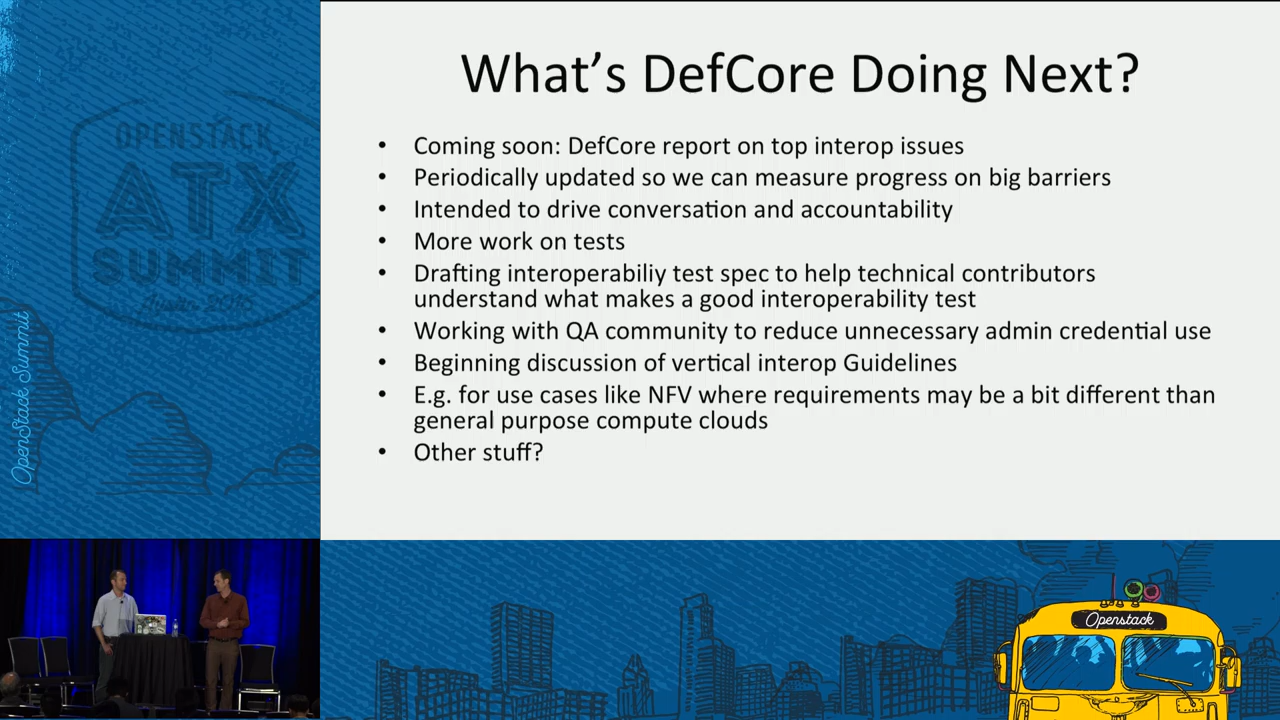 What's DefCore Doing Next?
• Coming soon: DefCore report on top interop issues
• Periodically updated so we can measure progress on big barriers
• Intended to drive conversation and accountability
• More work on tests
• Drafting interoperabiliy test spec to help technical contributors
understand what makes a good interoperability test
• Working with QA community to reduce unnecessary admin credential use
• Beginning discussion of vertical interop Guidelines
• E.g. for use cases like NFV where requirements may be a bit different than
general purpose compute clouds
• Other stuff?
OPENSTACK
ATX
SUMMIT
OpenStack Summit
Openstack